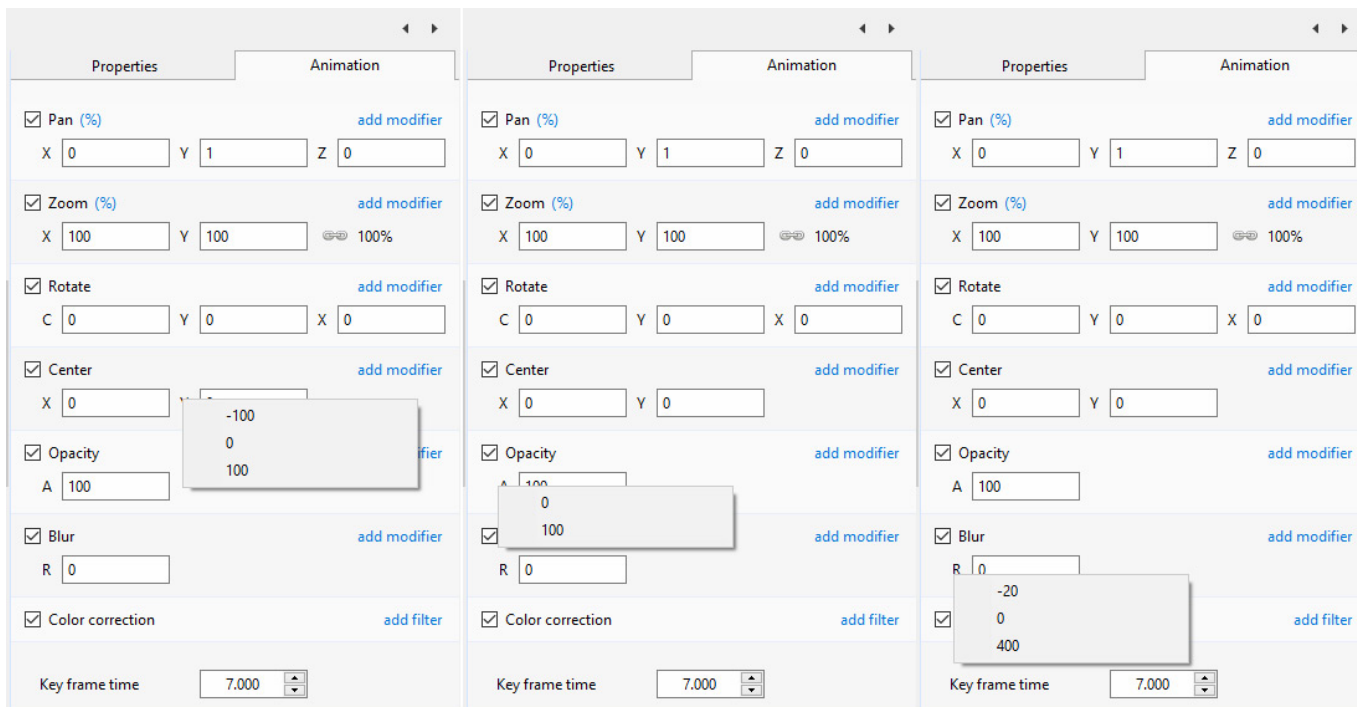 Properties Animation
Pan (%) add modifier
X 0 Y 1 Z 0
Zoom (%) add modifier
X 100 Y 100 100%
Rotate add modifier
C 0 Y 0 X 0
Center add modifier
X 0
-100
0
100
Opacity
A 100
Blur add modifier
R 0
Color correction add filter
Key frame time 7.000
Properties Animation
Pan (%) add modifier
X 0 Y 1 Z 0
Zoom (%) add modifier
X 100 Y 100 100%
Rotate add modifier
C 0 Y 0 X 0
Center add modifier
X 0 Y 0
Opacity add modifier
A 100
0
100
add modifier
R 0
Color correction add filter
Key frame time 7.000
Properties Animation
Pan (%) add modifier
X 0 Y 1 Z 0
Zoom (%) add modifier
X 100 Y 100 100%
Rotate add modifier
C 0 Y 0 X 0
Center add modifier
X 0 Y 0
Opacity add modifier
A 100
Blur add modifier
R 0
-20
0
400
add filter
Key frame time 7.000